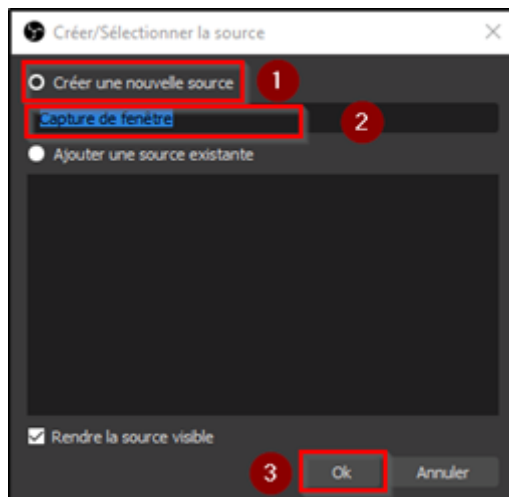 Créer/Sélectionner la source
Créer une nouvelle source 1
Capture de fenêtre 2
Ajouter une source existante
Rendre la source visible
3 Ok Annuler